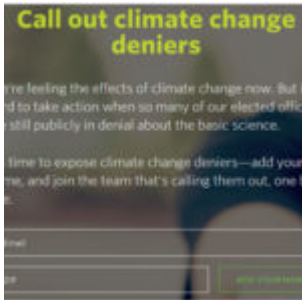 Call out climate change
deniers
're feeling the effects of climate change now. But i
rd to take action when so many of our elected offic
still publicly in denial about the basic science.
time to expose climate change deniers—add your
me, and join the team that's calling them out, one b
e.